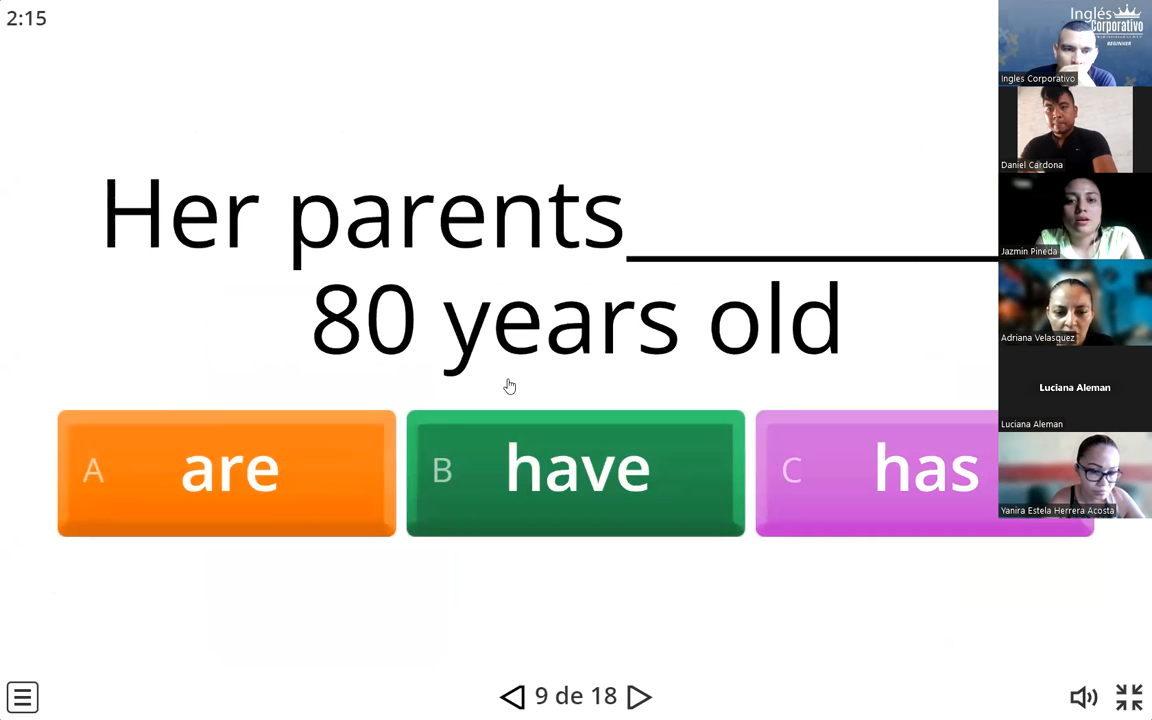 2:15
Her parents__________
80 years old
A are
B have
C has
9 de 18
Inglés
Corporativo
BEGINNER
Ingles Corporativo
Daniel Cardona
Jazmin Pineda
Adriana Velasquez
Luciana Aleman
Luciana Aleman
Yanira Estela Herrera Acosta